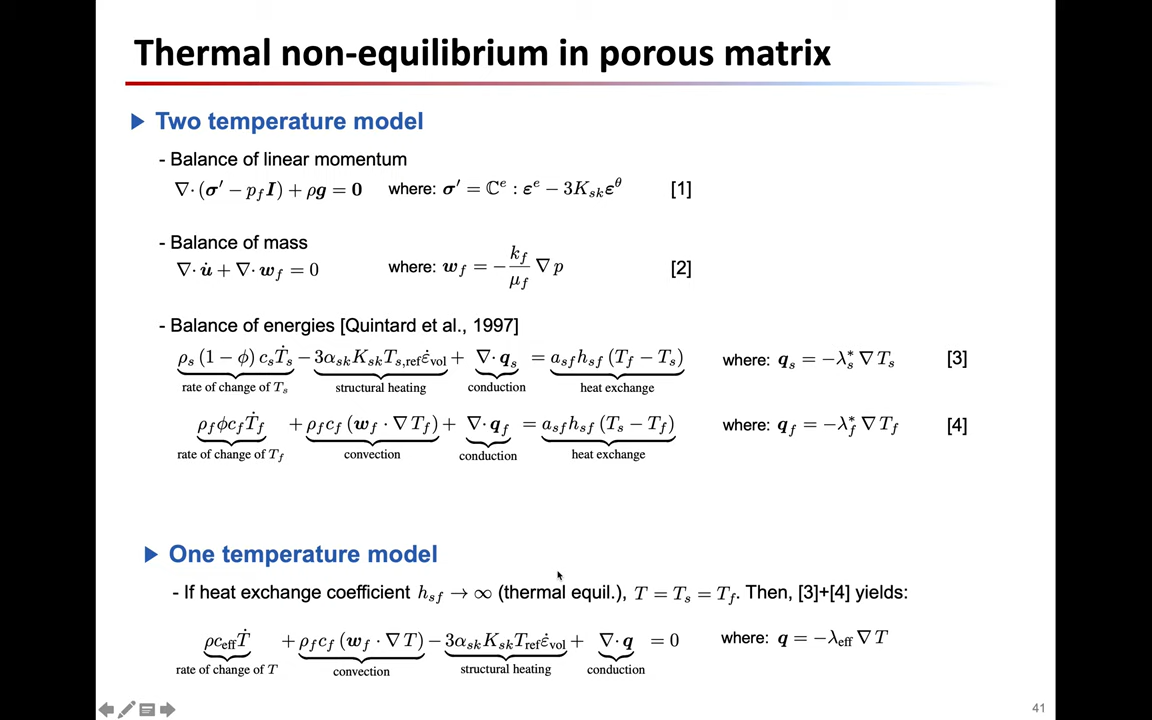 Thermal non-equilibrium in porous matrix
Two temperature model
- Balance of linear momentum
∇·(σ′ − p_f I) + ρg = 0 where: σ′ = ℂᵉ : εᵉ − 3K_sk ε^θ [1]
- Balance of mass
∇·u̇ + ∇·w_f = 0 where: w_f = −(k_f/μ_f) ∇p [2]
- Balance of energies [Quintard et al., 1997]
ρ_s (1 − φ) c_s Ṫ_s − 3α_sk K_sk T_s,ref ε̇_vol + ∇·q_s = a_sf h_sf (T_f − T_s) where: q_s = −λ_s* ∇T_s [3]
rate of change of T_s structural heating conduction heat exchange
ρ_f φ c_f Ṫ_f + ρ_f c_f (w_f · ∇T_f) + ∇·q_f = a_sf h_sf (T_s − T_f) where: q_f = −λ_f* ∇T_f [4]
rate of change of T_f convection conduction heat exchange
One temperature model
- If heat exchange coefficient h_sf → ∞ (thermal equil.), T = T_s = T_f. Then, [3]+[4] yields:
ρc_eff Ṫ + ρ_f c_f (w_f · ∇T) − 3α_sk K_sk T_ref ε̇_vol + ∇·q = 0 where: q = −λ_eff ∇T
rate of change of T convection structural heating conduction
41